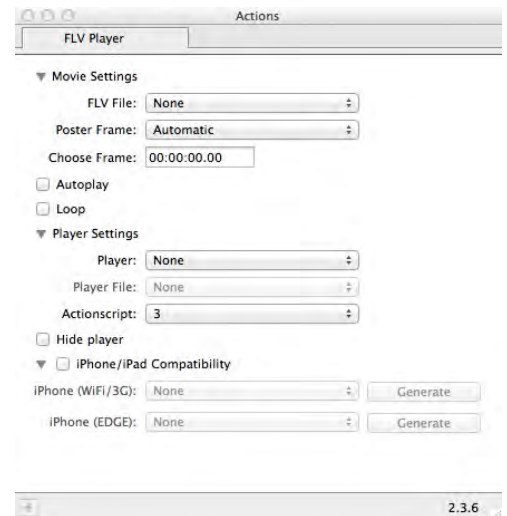 Actions
FLV Player
Movie Settings
FLV File: None
Poster Frame: Automatic
Choose Frame: 00:00:00.00
Autoplay
Loop
Player Settings
Player: None
Player File: None
Actionscript: 3
Hide player
iPhone/iPad Compatibility
iPhone (WiFi/3G): None Generate
iPhone (EDGE): None Generate
2.3.6